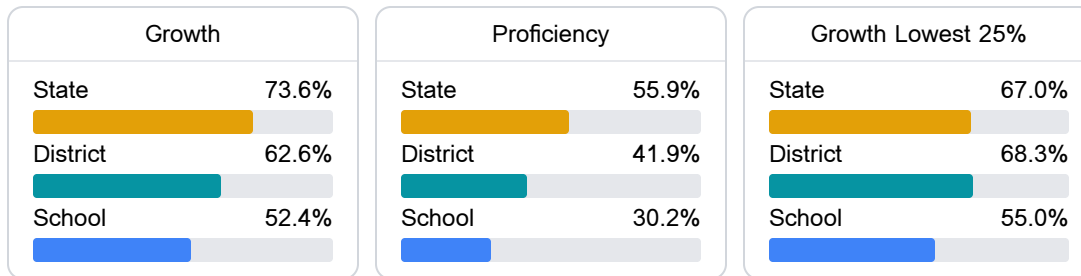 Growth
State 73.6%
District 62.6%
School 52.4%
Proficiency
State 55.9%
District 41.9%
School 30.2%
Growth Lowest 25%
State 67.0%
District 68.3%
School 55.0%